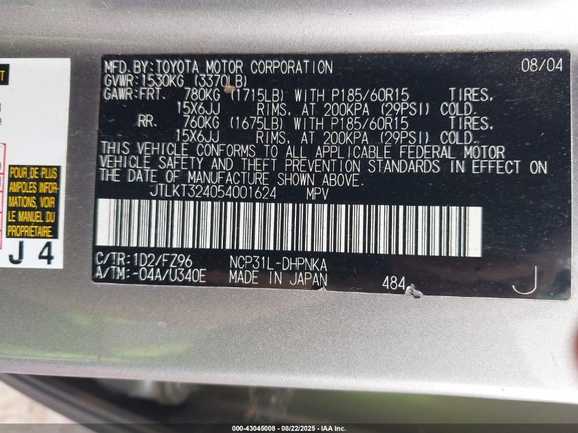 MFD.BY:TOYOTA MOTOR CORPORATION 08/04
GVWR:1530KG (3370LB)
GAWR:FRT. 780KG (1715LB) WITH P185/60R15 TIRES,
15X6JJ RIMS, AT 200KPA (29PSI) COLD.
RR. 760KG (1675LB) WITH P185/60R15 TIRES,
15X6JJ RIMS, AT 200KPA (29PSI) COLD.
THIS VEHICLE CONFORMS TO ALL APPLICABLE FEDERAL MOTOR
VEHICLE SAFETY AND THEFT PREVENTION STANDARDS IN EFFECT ON
THE DATE OF MANUFACTURE SHOWN ABOVE.
JTLKT324054001624 MPV
C/TR:1D2/FZ96 NCP31L-DHPNKA
A/TM:-04A/U340E MADE IN JAPAN 484 J
POUR DE PLUS
AMPLES INFOR-
MATIONS, VOIR
LE MANUEL DU
PROPRIÉTAIRE.
J 4
000-43045008 - 08/22/2025 - IAA Inc.